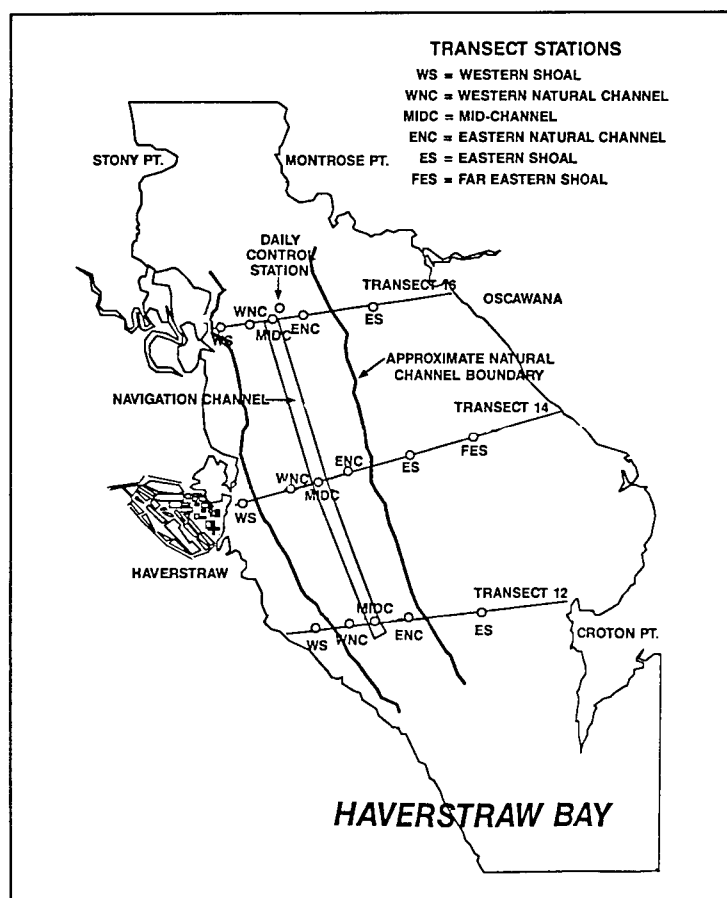 TRANSECT STATIONS
WS = WESTERN SHOAL
WNC = WESTERN NATURAL CHANNEL
MIDC = MID-CHANNEL
ENC = EASTERN NATURAL CHANNEL
ES = EASTERN SHOAL
FES = FAR EASTERN SHOAL
STONY PT.
MONTROSE PT.
DAILY
CONTROL
STATION
TRANSECT 16
OSCAWANA
WNC
ENC
ES
WS
MIDC
APPROXIMATE NATURAL
CHANNEL BOUNDARY
NAVIGATION CHANNEL
TRANSECT 14
FES
ES
ENC
WNC
MIDC
WS
HAVERSTRAW
TRANSECT 12
MIDC
WS
WNC
ENC
ES
CROTON PT.
HAVERSTRAW BAY